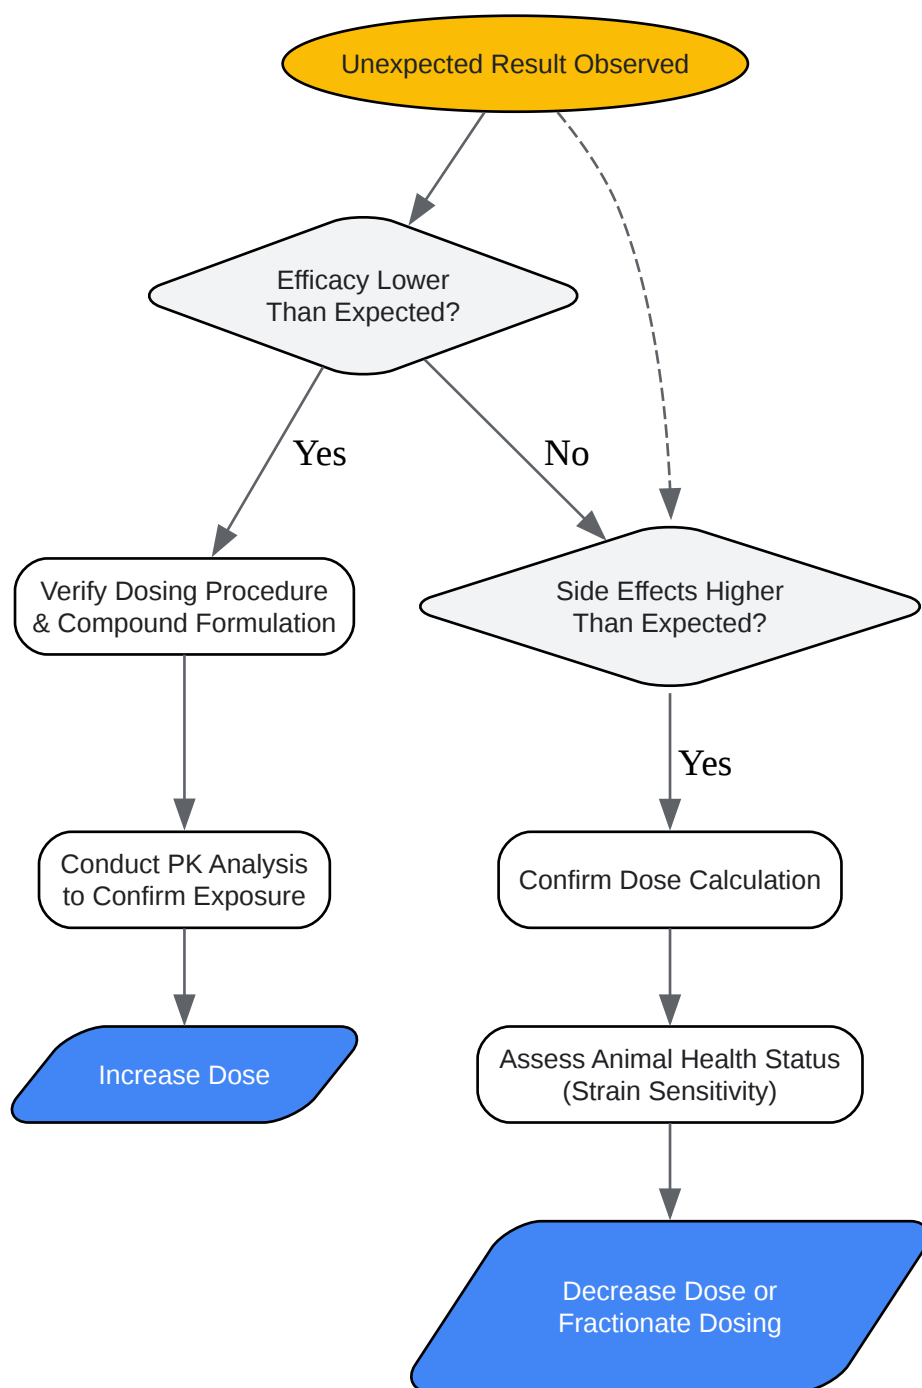 Unexpected Result Observed
Efficacy Lower
Than Expected?
Yes
No
Verify Dosing Procedure
& Compound Formulation
Side Effects Higher
Than Expected?
Yes
Conduct PK Analysis
to Confirm Exposure
Confirm Dose Calculation
Increase Dose
Assess Animal Health Status
(Strain Sensitivity)
Decrease Dose or
Fractionate Dosing